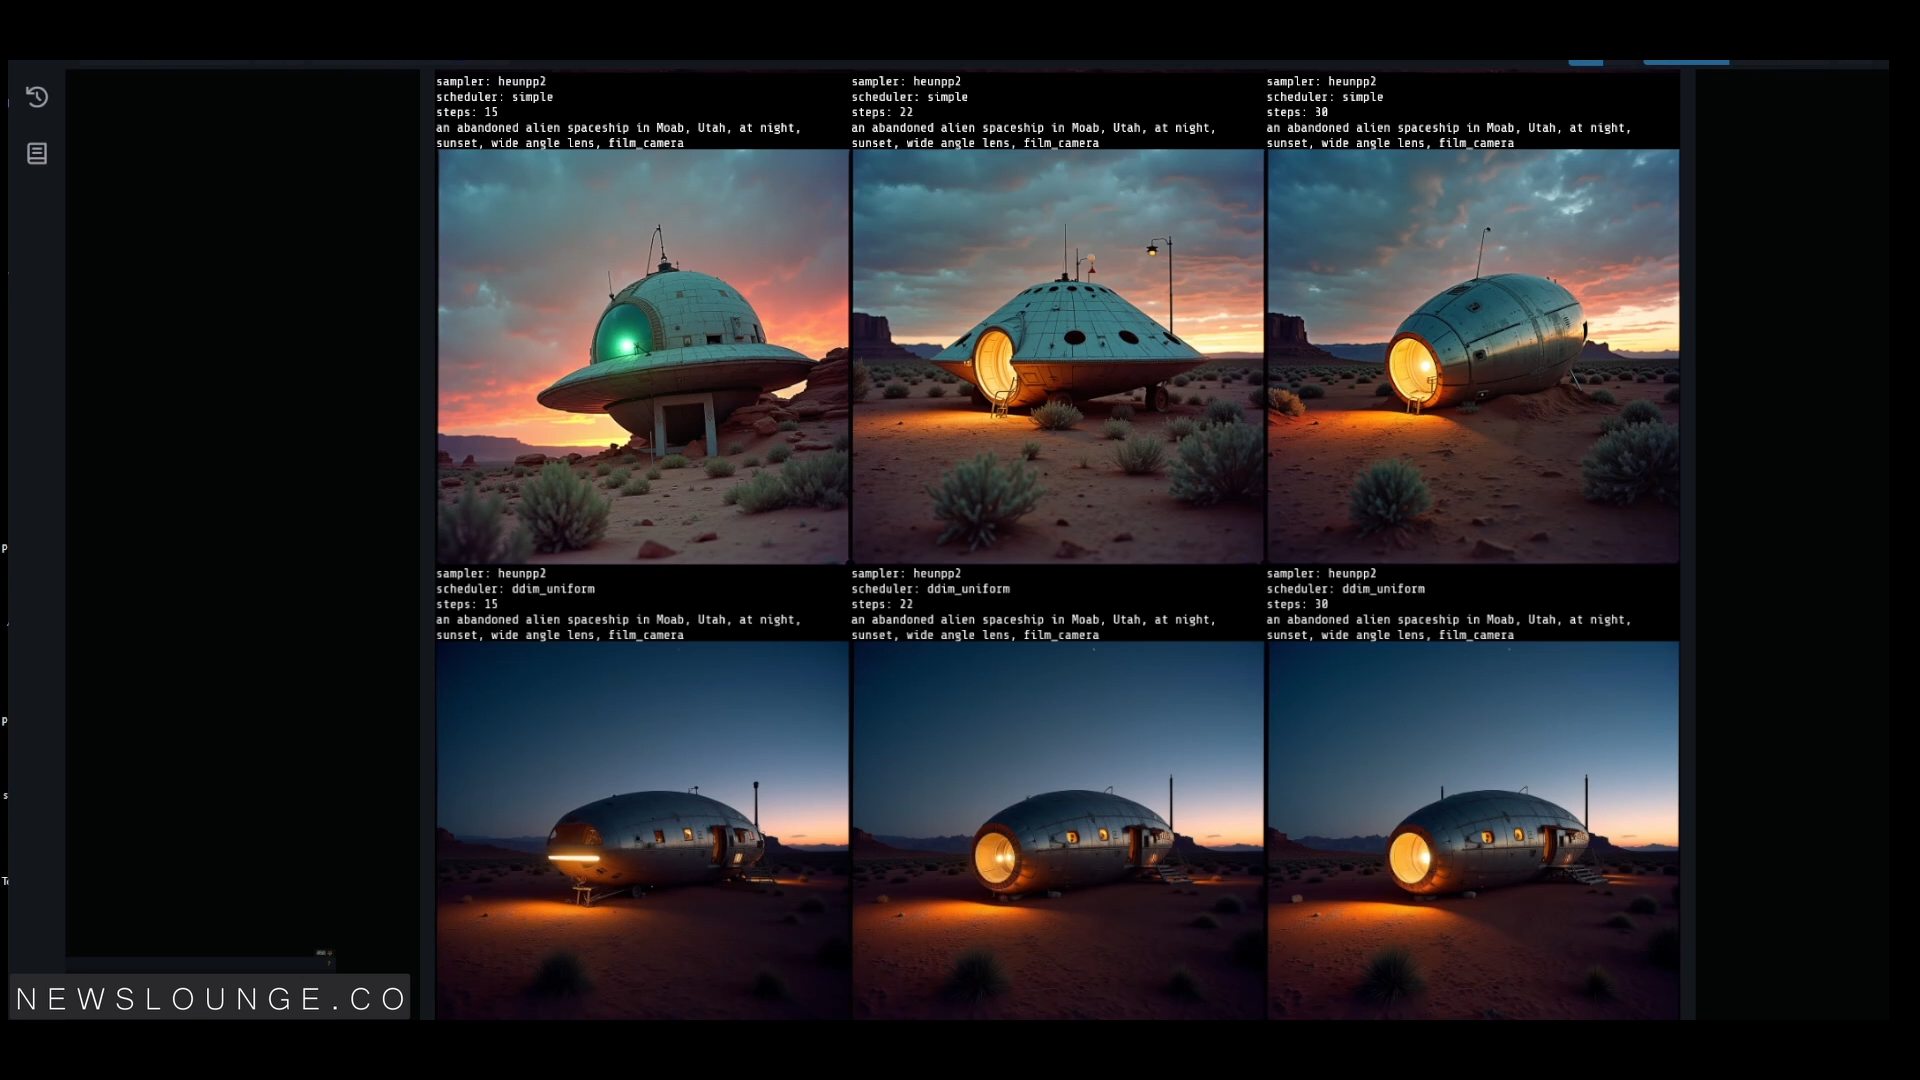 sampler: heunpp2
scheduler: simple
steps: 15
an abandoned alien spaceship in Moab, Utah, at night,
sunset, wide angle lens, film_camera
sampler: heunpp2
scheduler: simple
steps: 22
an abandoned alien spaceship in Moab, Utah, at night,
sunset, wide angle lens, film_camera
sampler: heunpp2
scheduler: simple
steps: 30
an abandoned alien spaceship in Moab, Utah, at night,
sunset, wide angle lens, film_camera
sampler: heunpp2
scheduler: ddim_uniform
steps: 15
an abandoned alien spaceship in Moab, Utah, at night,
sunset, wide angle lens, film_camera
sampler: heunpp2
scheduler: ddim_uniform
steps: 22
an abandoned alien spaceship in Moab, Utah, at night,
sunset, wide angle lens, film_camera
sampler: heunpp2
scheduler: ddim_uniform
steps: 30
an abandoned alien spaceship in Moab, Utah, at night,
sunset, wide angle lens, film_camera
NEWSLOUNGE.CO